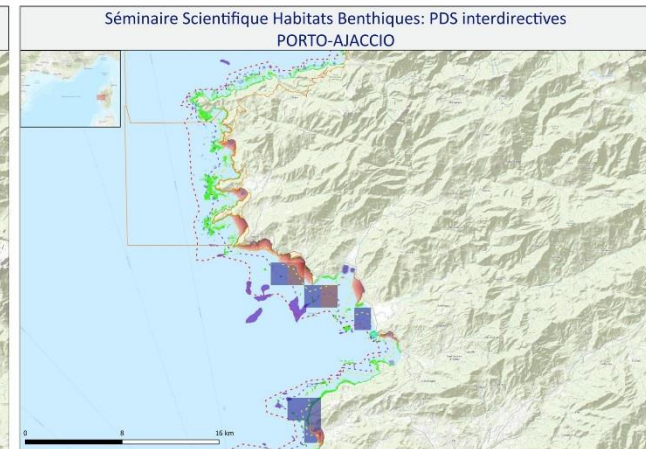 Séminaire Scientifique Habitats Benthiques: PDS interdirectives
PORTO-AJACCIO
0 8 16 km